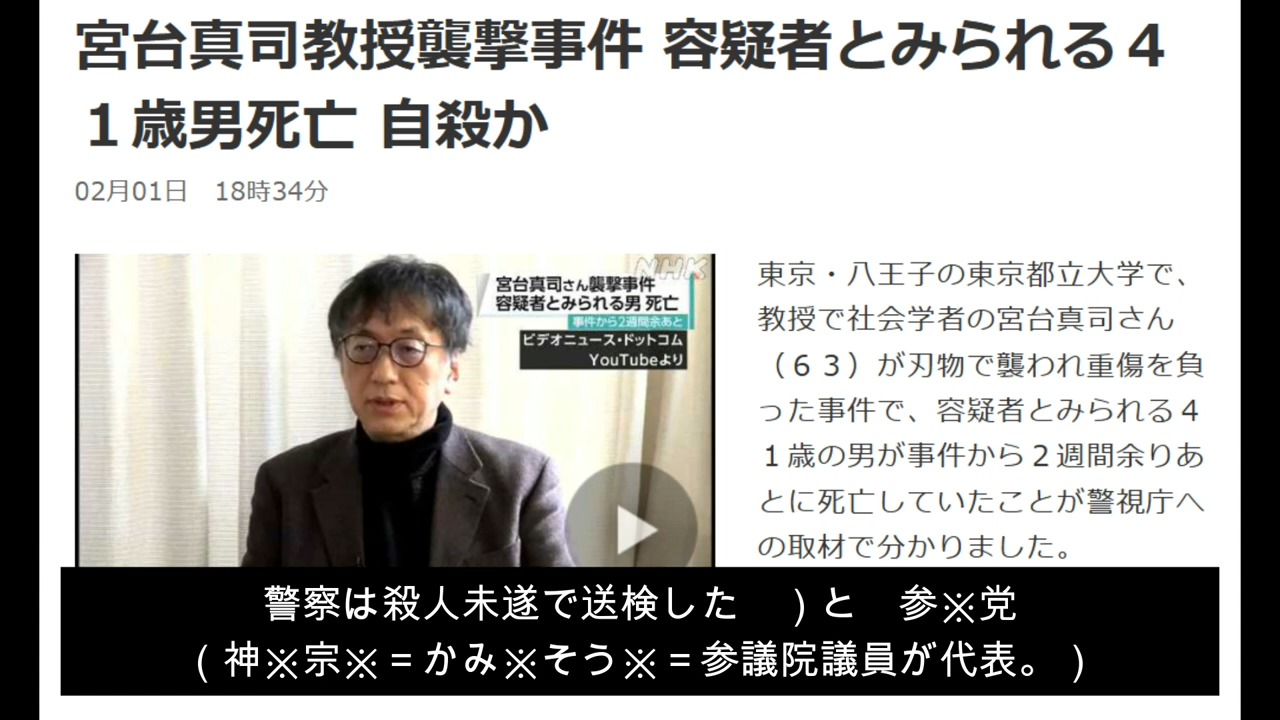 宮台真司教授襲撃事件 容疑者とみられる４
１歳男死亡 自殺か
02月01日　18時34分
NHK
宮台真司さん襲撃事件
容疑者とみられる男 死亡
事件から2週間余あと
ビデオニュース・ドットコム
YouTubeより
東京・八王子の東京都立大学で、
教授で社会学者の宮台真司さん
（６３）が刃物で襲われ重傷を負
った事件で、容疑者とみられる４
１歳の男が事件から２週間余りあ
とに死亡していたことが警視庁へ
の取材で分かりました。
警察は殺人未遂で送検した　 ) と　参※党
( 神※宗※＝かみ※そう※＝参議院議員が代表。 )